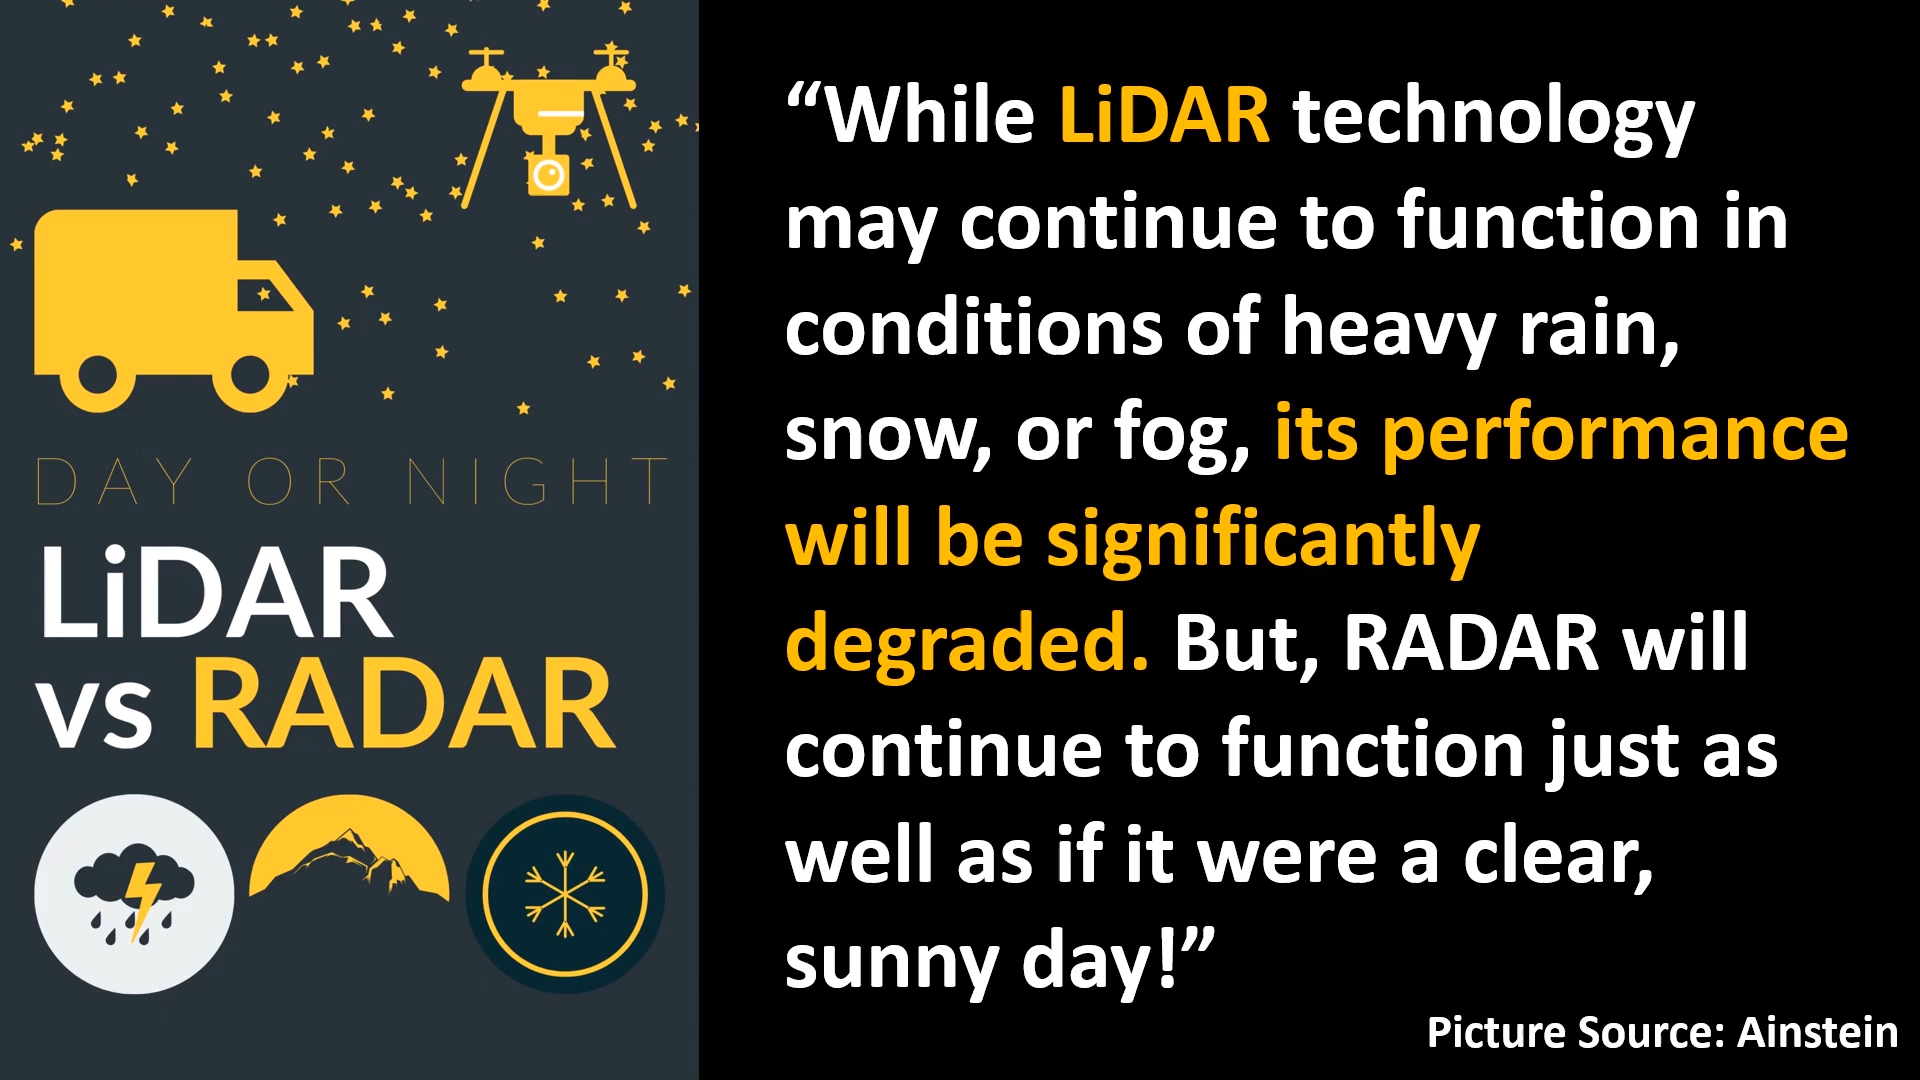 DAY OR NIGHT
LiDAR
vs RADAR
“While LiDAR technology
may continue to function in
conditions of heavy rain,
snow, or fog, its performance
will be significantly
degraded. But, RADAR will
continue to function just as
well as if it were a clear,
sunny day!”
Picture Source: Ainstein